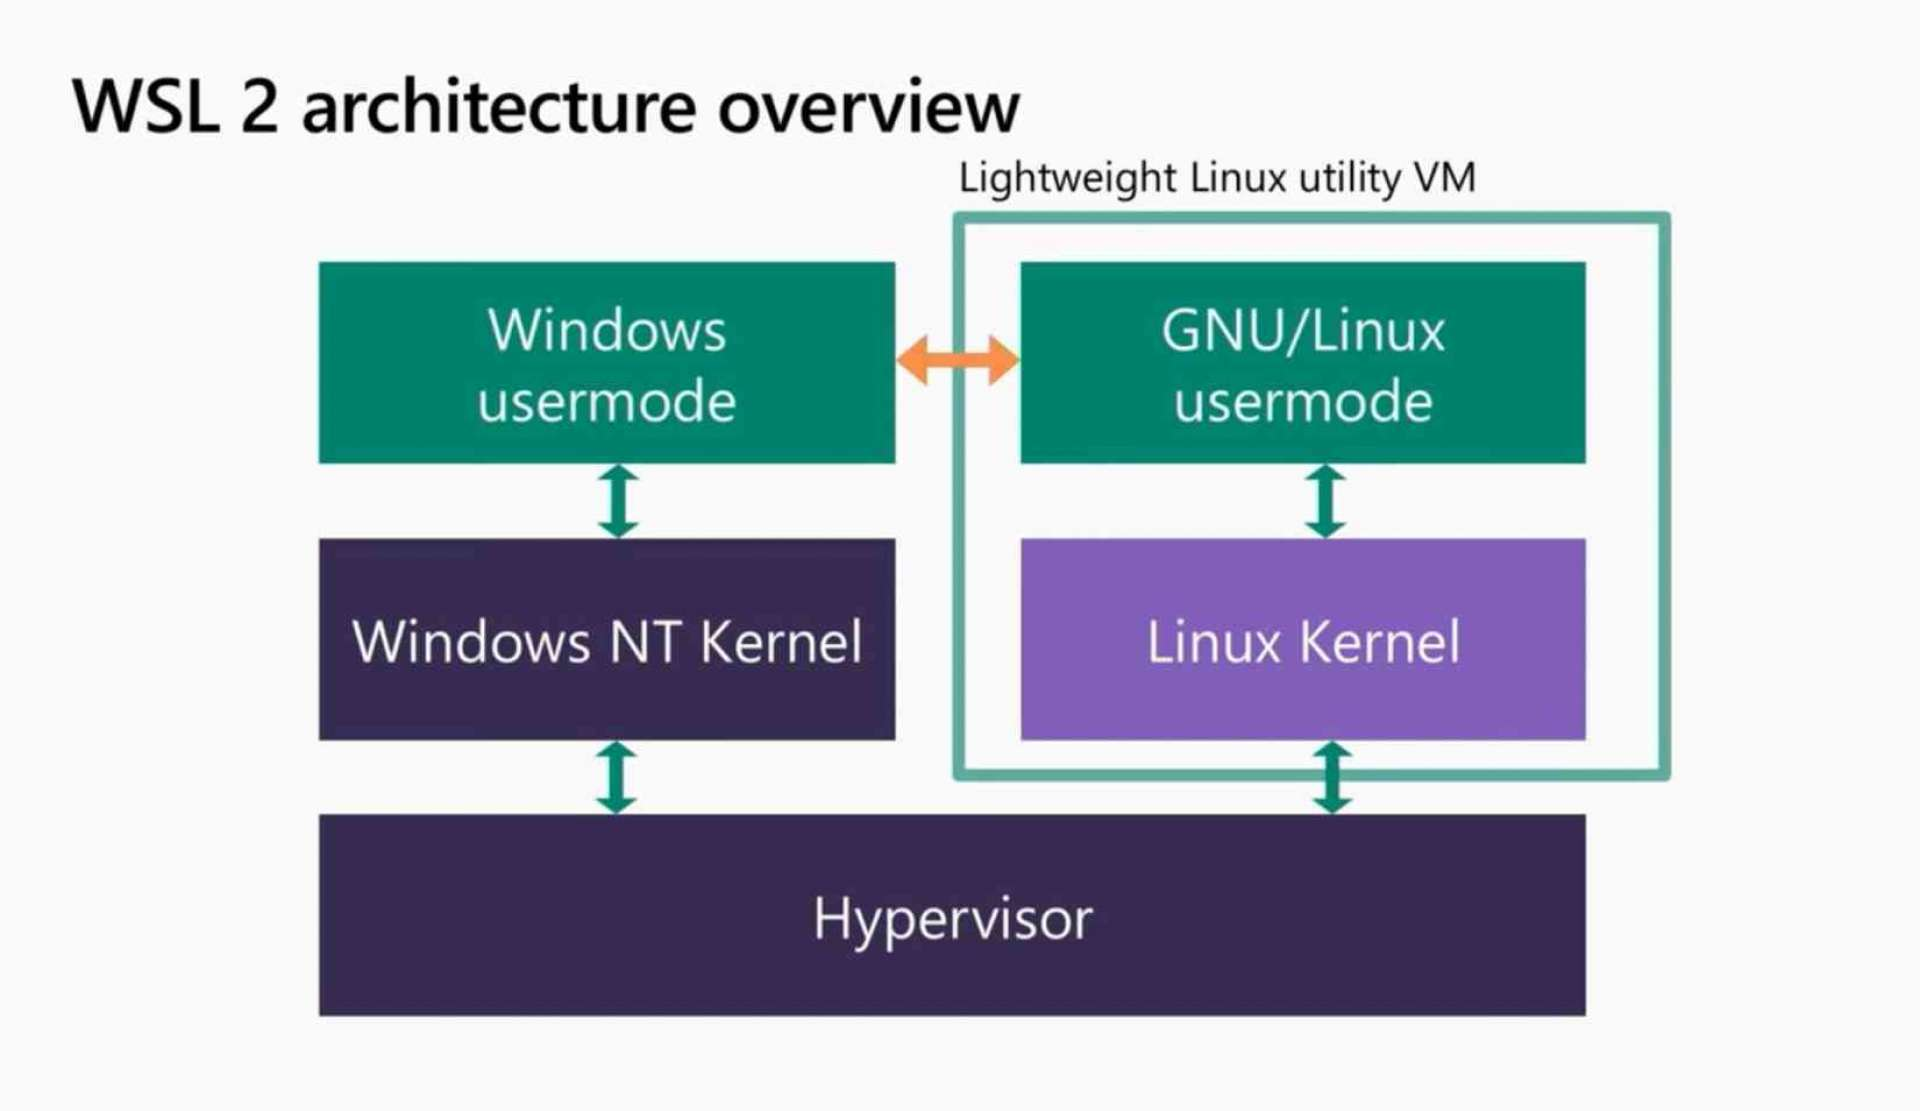 WSL 2 architecture overview
Lightweight Linux utility VM
Windows
usermode
GNU/Linux
usermode
Windows NT Kernel
Linux Kernel
Hypervisor